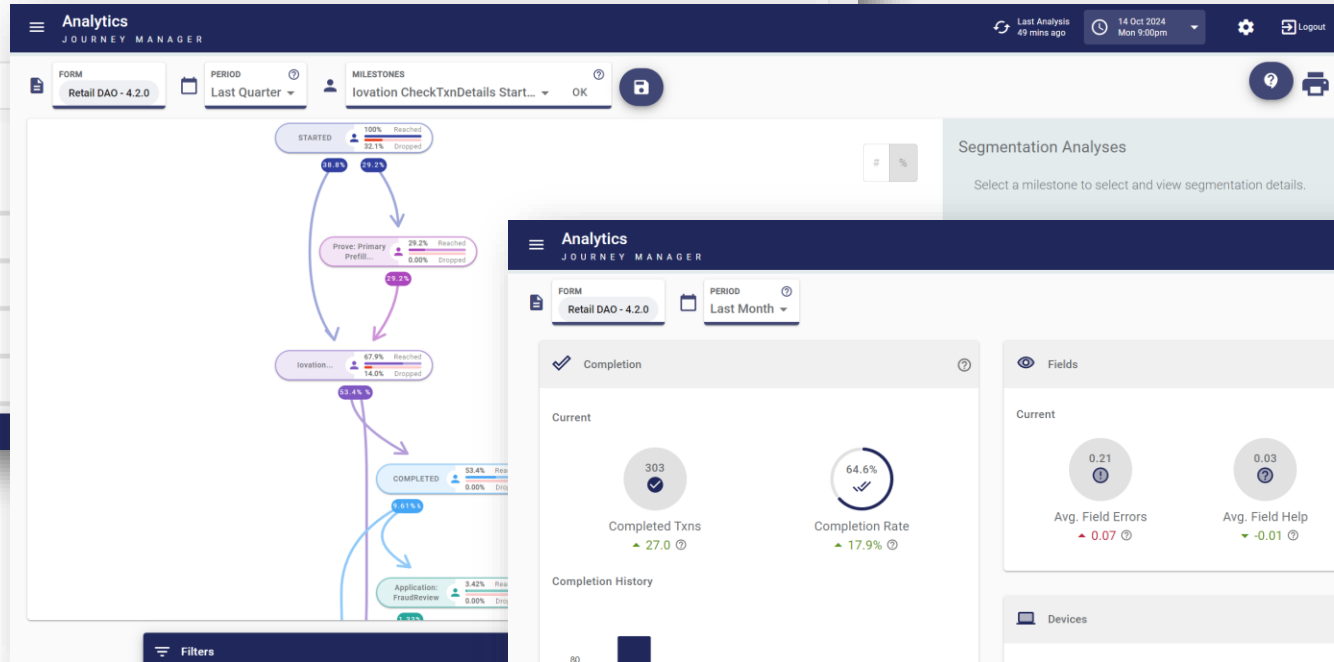 Analytics
JOURNEY MANAGER
Last Analysis
49 mins ago
14 Oct 2024
Mon 9:00pm
Logout
FORM
Retail DAO - 4.2.0
PERIOD
Last Quarter
MILESTONES
Iovation CheckTxnDetails Start...
OK
STARTED
100% Reached
32.1% Dropped
38.8%
29.2%
#
%
Segmentation Analyses
Select a milestone to select and view segmentation details.
Prove: Primary
Prefill...
29.2% Reached
0.00% Dropped
29.2%
Iovation...
67.9% Reached
14.0% Dropped
53.4% %
COMPLETED
53.4% Rea
0.00% Dro
9.61%
Application:
FraudReview
3.42% Rea
0.00% Dro
Filters
Analytics
JOURNEY MANAGER
FORM
Retail DAO - 4.2.0
PERIOD
Last Month
Completion
Current
303
Completed Txns
27.0
64.6%
Completion Rate
17.9%
Completion History
80
Fields
Current
0.21
Avg. Field Errors
0.07
0.03
Avg. Field Help
-0.01
Devices